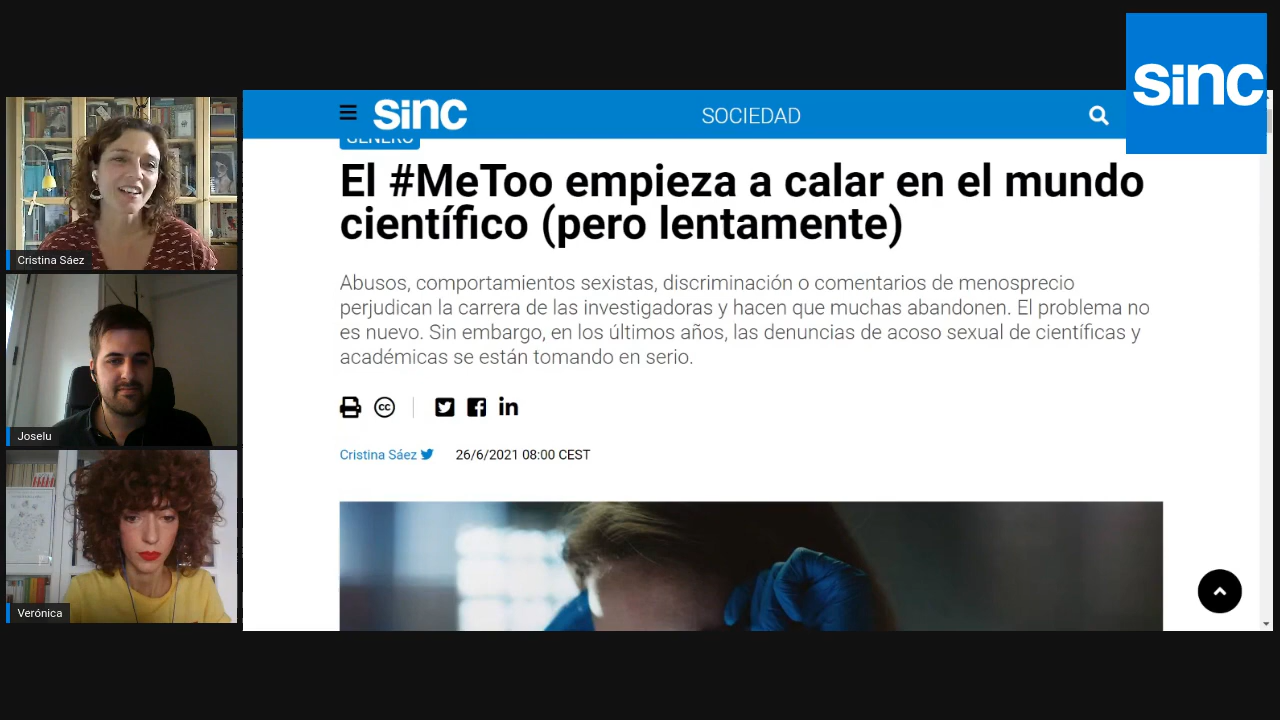 sinc
sinc
SOCIEDAD
GÉNERO
El #MeToo empieza a calar en el mundo
científico (pero lentamente)
Abusos, comportamientos sexistas, discriminación o comentarios de menosprecio
perjudican la carrera de las investigadoras y hacen que muchas abandonen. El problema no
es nuevo. Sin embargo, en los últimos años, las denuncias de acoso sexual de científicas y
académicas se están tomando en serio.
cc
in
Cristina Sáez
26/6/2021 08:00 CEST
Cristina Sáez
Joselu
Verónica